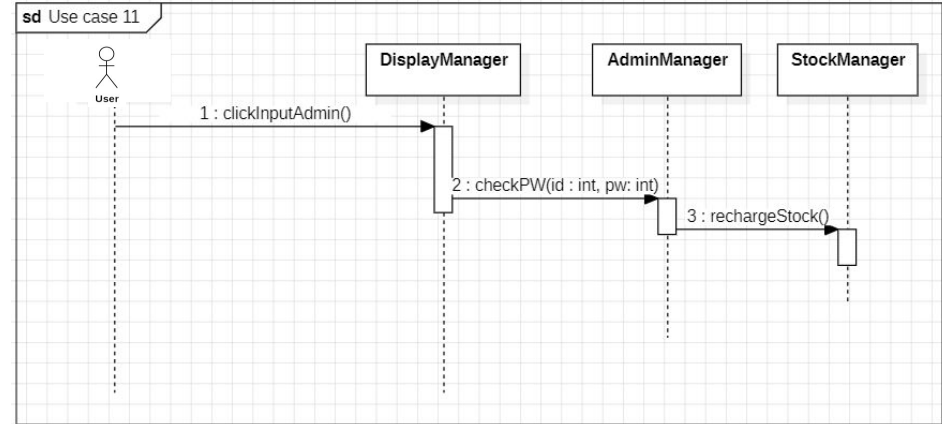 sd Use case 11
User
DisplayManager
AdminManager
StockManager
1 : clickInputAdmin()
2 : checkPW(id : int, pw: int)
3 : rechargeStock()